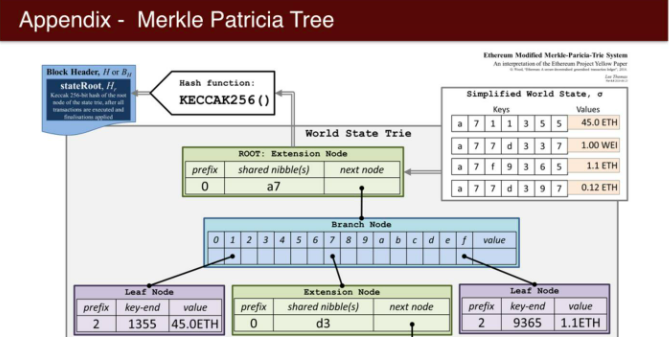 Appendix - Merkle Patricia Tree
Ethereum Modified Merkle-Paricia-Trie System
An interpretation of the Ethereum Project Yellow Paper
Block Header, H or B_H
stateRoot, H_r
Keccak 256-bit hash of the root
node of the state trie, after all
transactions are executed and
finalisations applied
Hash function:
KECCAK256()
Simplified World State, σ
Keys Values
a 7 1 1 3 5 5 45.0 ETH
a 7 7 d 3 3 7 1.00 WEI
a 7 f 9 3 6 5 1.1 ETH
a 7 7 d 3 9 7 0.12 ETH
World State Trie
ROOT: Extension Node
prefix shared nibble(s) next node
0 a7
Branch Node
0 1 2 3 4 5 6 7 8 9 a b c d e f value
Leaf Node
prefix key-end value
2 1355 45.0ETH
Extension Node
prefix shared nibble(s) next node
0 d3
Leaf Node
prefix key-end value
2 9365 1.1ETH